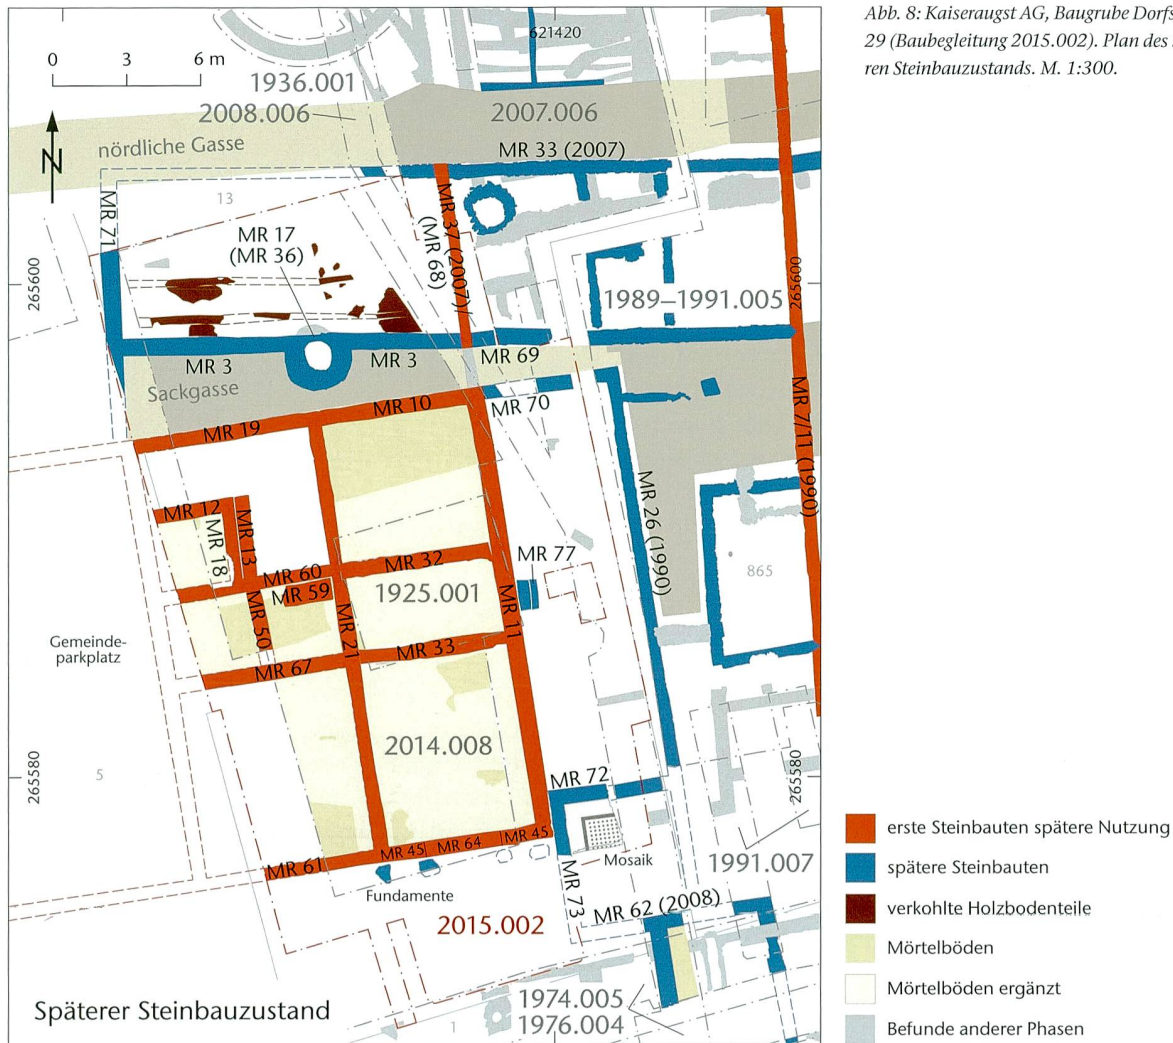 Abb. 8: Kaiseraugst AG, Baugrube Dorfs
29 (Baubegleitung 2015.002). Plan des
ren Steinbauzustands. M. 1:300.
621420
0 3 6 m
1936.001
2008.006
2007.006
N
nördliche Gasse
MR 33 (2007)
MR 71
13
MR 37 (2007)/
(MR 68)
MR 17
(MR 36)
265600
265600
1989–1991.005
MR 3
MR 3
MR 69
Sackgasse
MR 10
MR 70
MR 19
MR 7/11 (1990)
MR 26 (1990)
MR 12
MR 18
MR 13
MR 32
MR 77
865
MR 60
MR 59
1925.001
MR 50
MR 21
MR 11
MR 33
Gemeinde-
parkplatz
MR 67
2014.008
5
265580
265580
MR 72
MR 45
MR 64
MR 45
MR 61
Mosaik
1991.007
Fundamente
MR 73
MR 62 (2008)
2015.002
1974.005
1976.004
1
Späterer Steinbauzustand
erste Steinbauten spätere Nutzung
spätere Steinbauten
verkohlte Holzbodenteile
Mörtelböden
Mörtelböden ergänzt
Befunde anderer Phasen